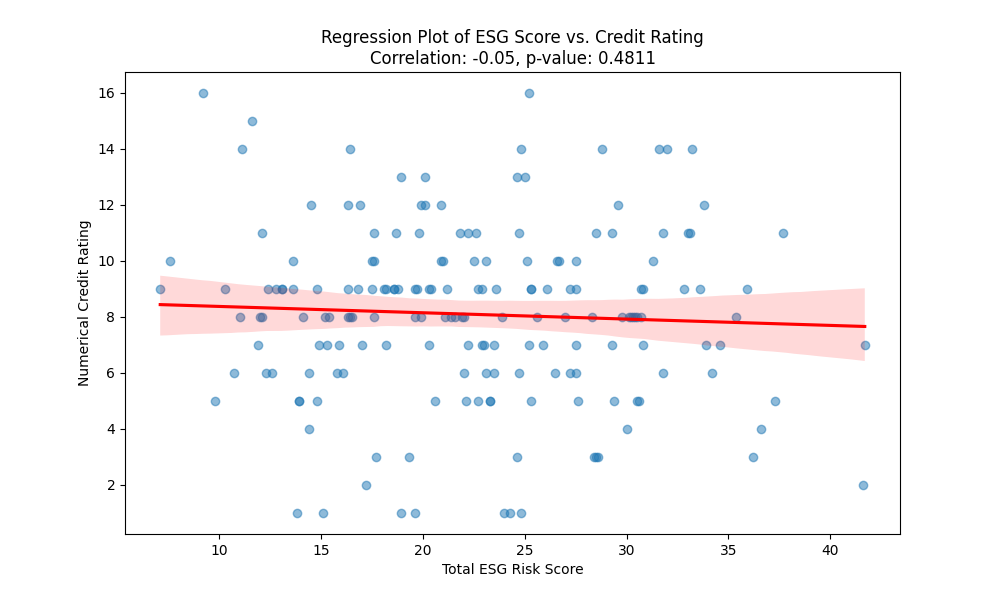 Regression Plot of ESG Score vs. Credit Rating
Correlation: -0.05, p-value: 0.4811
16
14
12
10
8
6
4
2
Numerical Credit Rating
10 15 20 25 30 35 40
Total ESG Risk Score